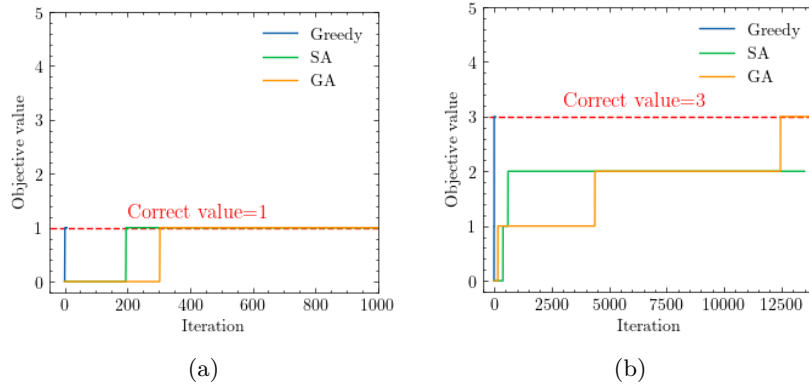 5
4
3
2
1
0
Objective value
Greedy
SA
GA
Correct value=1
0 200 400 600 800 1000
Iteration
(a)
5
4
3
2
1
0
Objective value
Greedy
SA
GA
Correct value=3
0 2500 5000 7500 10000 12500
Iteration
(b)